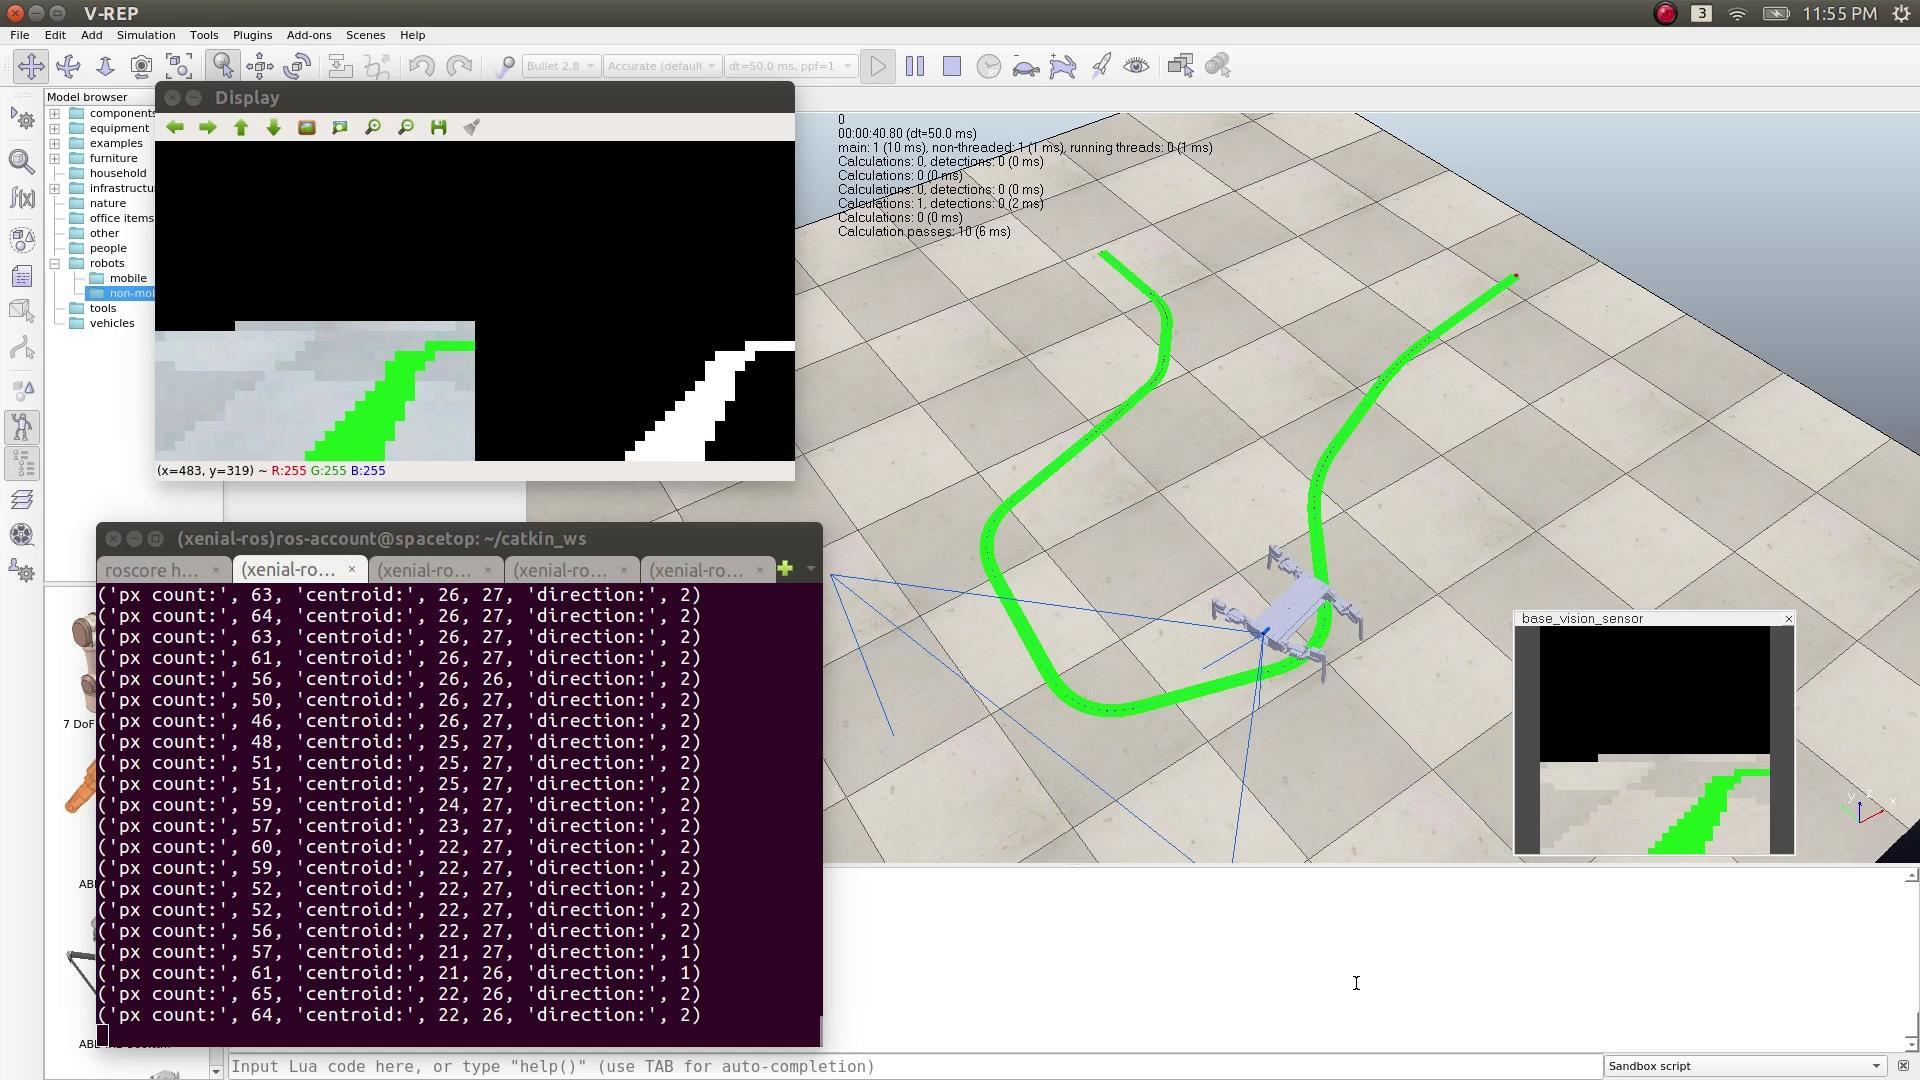 V-REP
3
11:55 PM
File Edit Add Simulation Tools Plugins Add-ons Scenes Help
Bullet 2.8
Accurate (default
dt=50.0 ms, ppf=1
Model browser
components
equipment
examples
furniture
household
infrastructu
nature
office items
other
people
robots
mobile
non-mob
tools
vehicles
7 DoF
Display
(x=483, y=319) ~ R:255 G:255 B:255
0
00:00:40.80 (dt=50.0 ms)
main: 1 (10 ms), non-threaded: 1 (1 ms), running threads: 0 (1 ms)
Calculations: 0, detections: 0 (0 ms)
Calculations: 0 (0 ms)
Calculations: 0, detections: 0 (0 ms)
Calculations: 1, detections: 0 (2 ms)
Calculations: 0 (0 ms)
Calculation passes: 10 (6 ms)
(xenial-ros)ros-account@spacetop: ~/catkin_ws
roscore h... × (xenial-ro... × (xenial-ro... × (xenial-ro... × (xenial-ro... ×
('px count:', 63, 'centroid:', 26, 27, 'direction:', 2)
('px count:', 64, 'centroid:', 26, 27, 'direction:', 2)
('px count:', 63, 'centroid:', 26, 27, 'direction:', 2)
('px count:', 61, 'centroid:', 26, 27, 'direction:', 2)
('px count:', 56, 'centroid:', 26, 26, 'direction:', 2)
('px count:', 50, 'centroid:', 26, 27, 'direction:', 2)
('px count:', 46, 'centroid:', 26, 27, 'direction:', 2)
('px count:', 48, 'centroid:', 25, 27, 'direction:', 2)
('px count:', 51, 'centroid:', 25, 27, 'direction:', 2)
('px count:', 51, 'centroid:', 25, 27, 'direction:', 2)
('px count:', 59, 'centroid:', 24, 27, 'direction:', 2)
('px count:', 57, 'centroid:', 23, 27, 'direction:', 2)
('px count:', 60, 'centroid:', 22, 27, 'direction:', 2)
('px count:', 59, 'centroid:', 22, 27, 'direction:', 2)
('px count:', 52, 'centroid:', 22, 27, 'direction:', 2)
('px count:', 52, 'centroid:', 22, 27, 'direction:', 2)
('px count:', 56, 'centroid:', 22, 27, 'direction:', 2)
('px count:', 57, 'centroid:', 21, 27, 'direction:', 1)
('px count:', 61, 'centroid:', 21, 26, 'direction:', 1)
('px count:', 65, 'centroid:', 22, 26, 'direction:', 2)
('px count:', 64, 'centroid:', 22, 26, 'direction:', 2)
base_vision_sensor
y z x
Input Lua code here, or type "help()" (use TAB for auto-completion)
Sandbox script